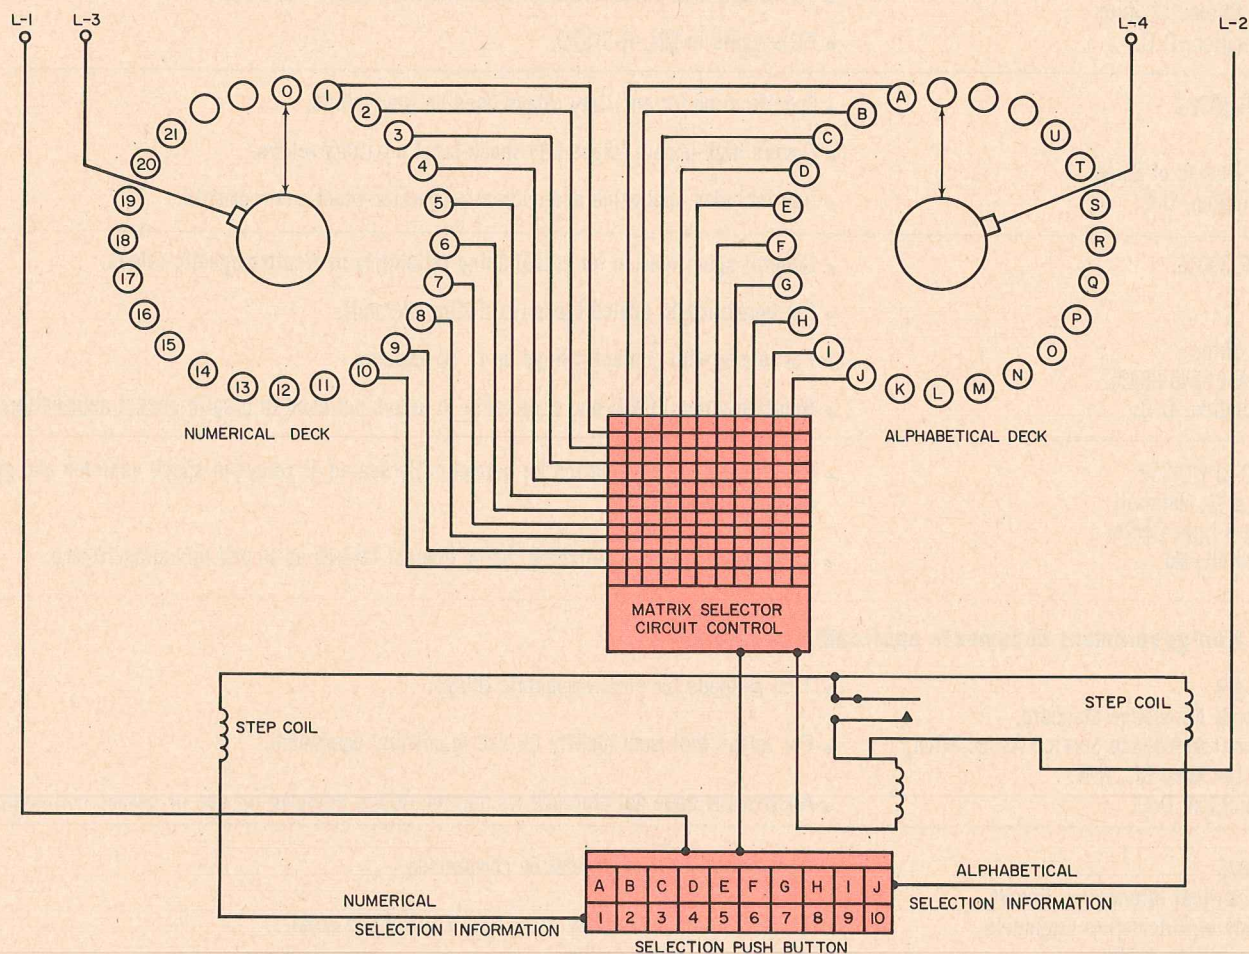 L-1
L-3
L-4
L-2
0
1
2
3
4
5
6
7
8
9
10
11
12
13
14
15
16
17
18
19
20
21
A
B
C
D
E
F
G
H
I
J
K
L
M
N
O
P
Q
R
S
T
U
NUMERICAL DECK
ALPHABETICAL DECK
MATRIX SELECTOR
CIRCUIT CONTROL
STEP COIL
STEP COIL
NUMERICAL
SELECTION INFORMATION
A B C D E F G H I J
1 2 3 4 5 6 7 8 9 10
ALPHABETICAL
SELECTION INFORMATION
SELECTION PUSH BUTTON